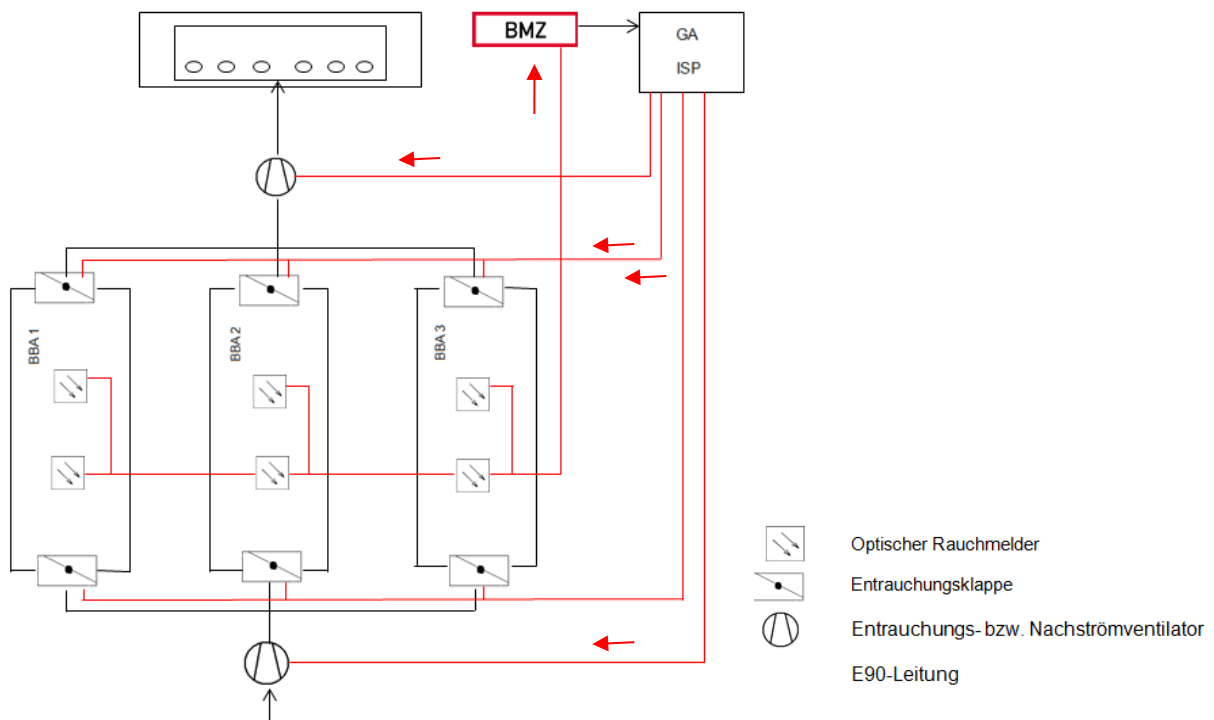 BMZ
GA
ISP
BBA 1
BBA 2
BBA 3
Optischer Rauchmelder
Entrauchungsklappe
Entrauchungs- bzw. Nachströmventilator
E90-Leitung